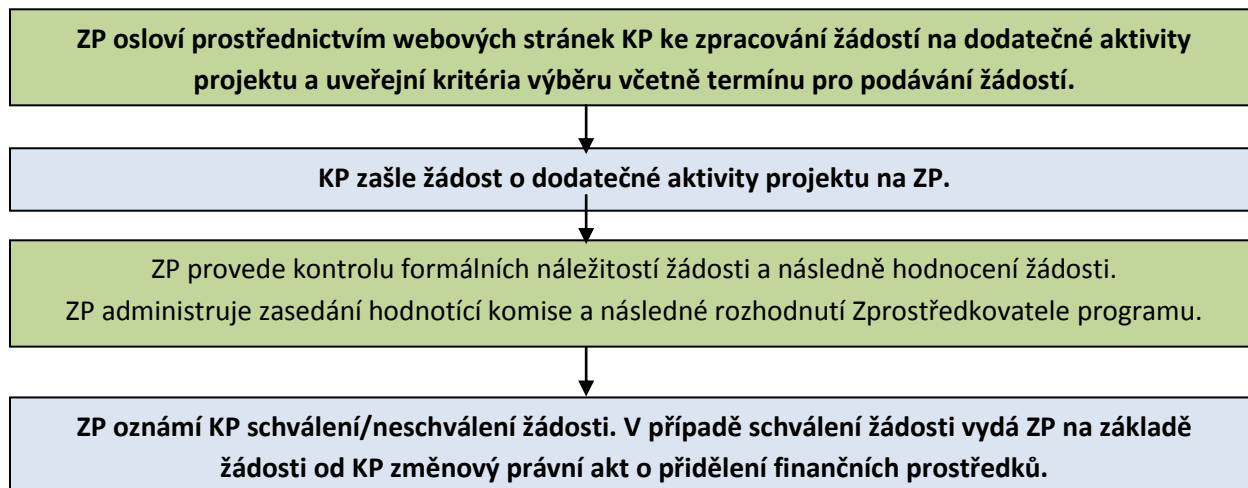 ZP osloví prostřednictvím webových stránek KP ke zpracování žádostí na dodatečné aktivity
projektu a uveřejní kritéria výběru včetně termínu pro podávání žádostí.
KP zašle žádost o dodatečné aktivity projektu na ZP.
ZP provede kontrolu formálních náležitostí žádosti a následně hodnocení žádosti.
ZP administruje zasedání hodnotící komise a následné rozhodnutí Zprostředkovatele programu.
ZP oznámí KP schválení/neschválení žádosti. V případě schválení žádosti vydá ZP na základě
žádosti od KP změnový právní akt o přidělení finančních prostředků.